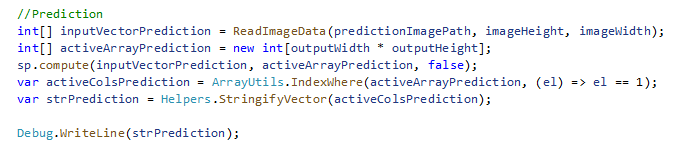 //Prediction
int[] inputVectorPrediction = ReadImageData(predictionImagePath, imageHeight, imageWidth);
int[] activeArrayPrediction = new int[outputWidth * outputHeight];
sp.compute(inputVectorPrediction, activeArrayPrediction, false);
var activeColsPrediction = ArrayUtils.IndexWhere(activeArrayPrediction, (el) => el == 1);
var strPrediction = Helpers.StringifyVector(activeColsPrediction);
Debug.WriteLine(strPrediction);